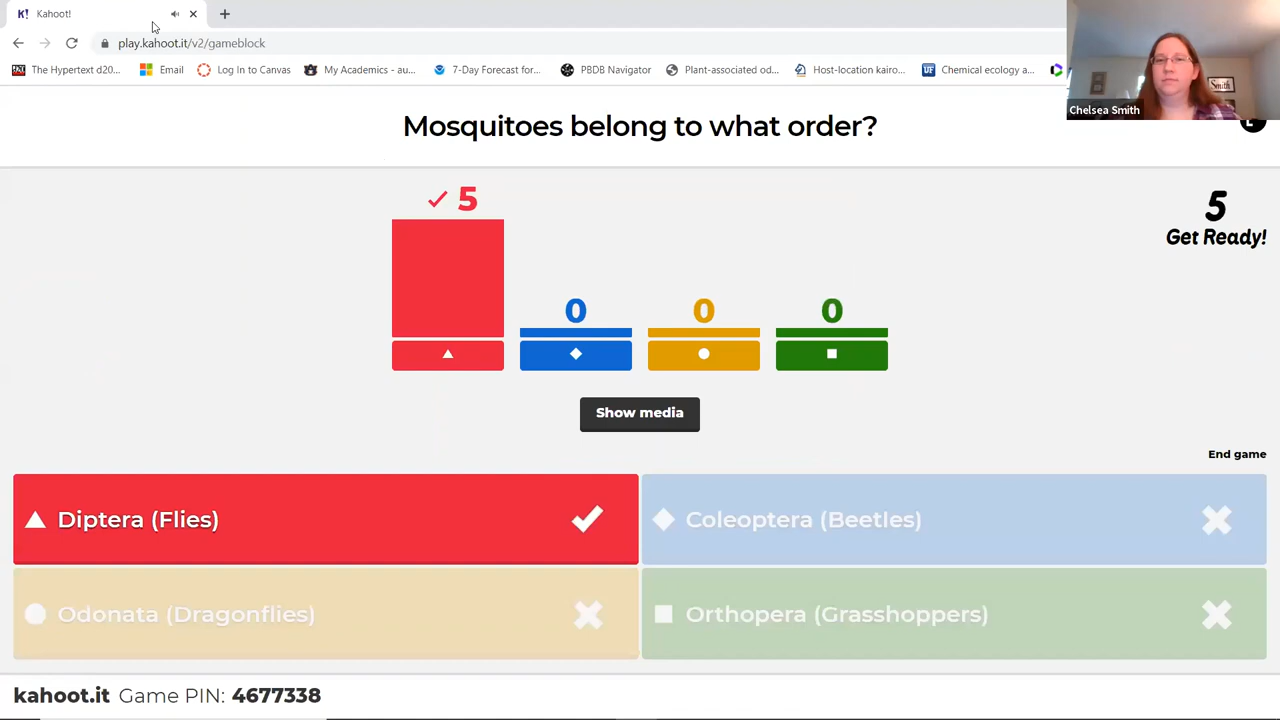 Kahoot!
play.kahoot.it/v2/gameblock
The Hypertext d20...
Email
Log In to Canvas
My Academics - au...
7-Day Forecast for...
PBDB Navigator
Plant-associated od...
Host-location kairo...
Chemical ecology a...
Smith
Chelsea Smith
Mosquitoes belong to what order?
5
0
0
0
5
Get Ready!
Show media
End game
Diptera (Flies)
Coleoptera (Beetles)
Odonata (Dragonflies)
Orthopera (Grasshoppers)
kahoot.it Game PIN: 4677338